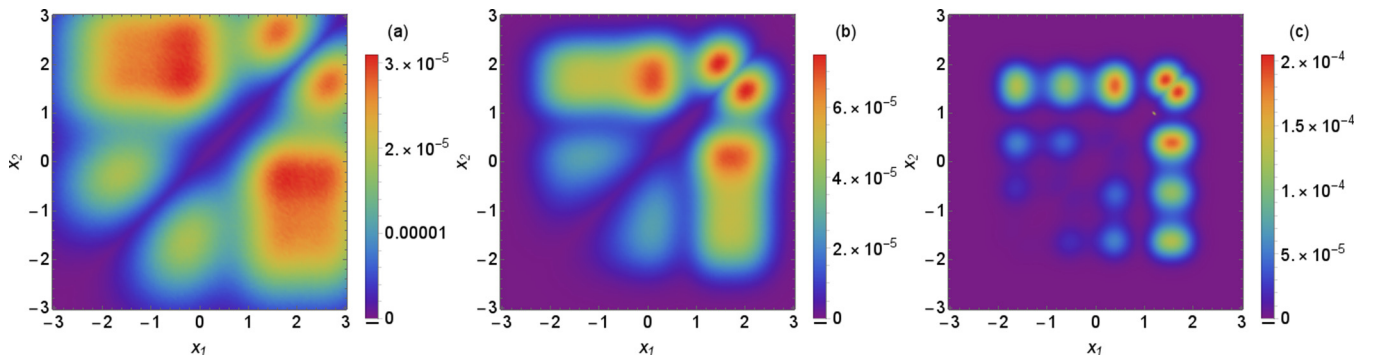 (a)
3
2
1
0
−1
−2
−3
x₂
−3 −2 −1 0 1 2 3
x₁
3.×10⁻⁵
2.×10⁻⁵
0.00001
0
(b)
3
2
1
0
−1
−2
−3
x₂
−3 −2 −1 0 1 2 3
x₁
6.×10⁻⁵
4.×10⁻⁵
2.×10⁻⁵
0
(c)
3
2
1
0
−1
−2
−3
x₂
−3 −2 −1 0 1 2 3
x₁
2.×10⁻⁴
1.5×10⁻⁴
1.×10⁻⁴
5.×10⁻⁵
0